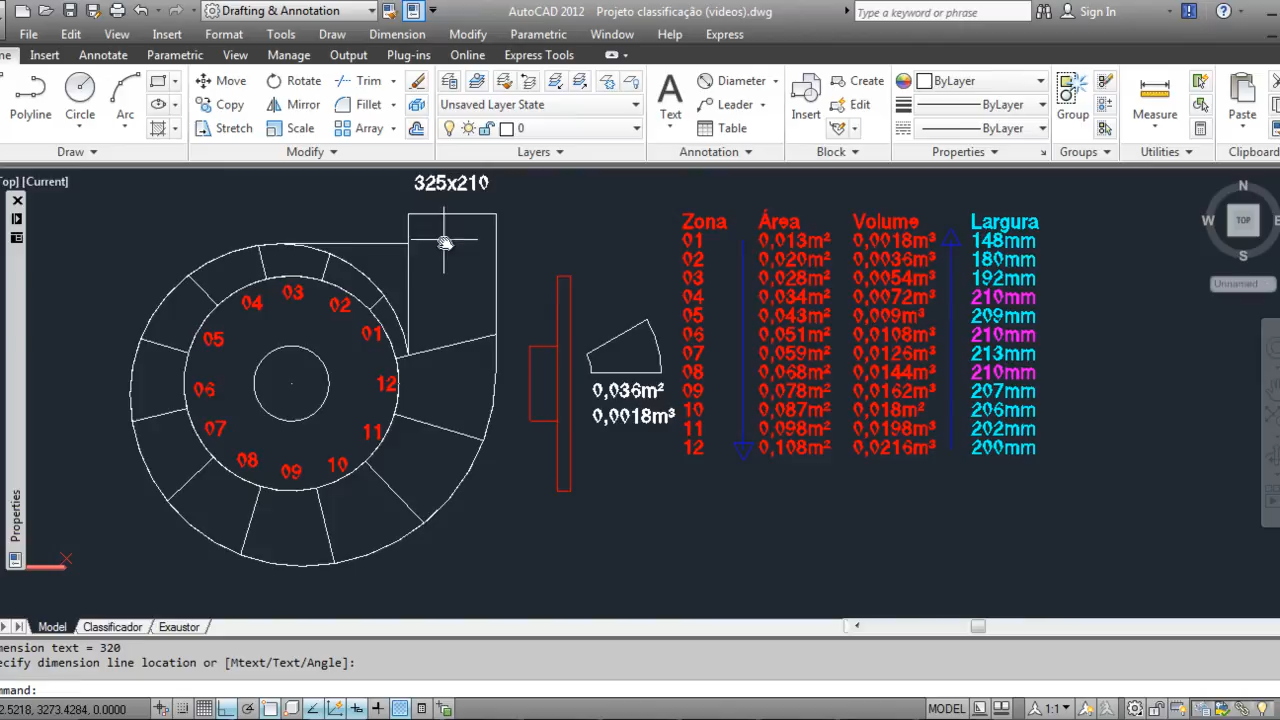 Drafting & Annotation
AutoCAD 2012 Projeto classificação (videos).dwg
Type a keyword or phrase
Sign In
File Edit View Insert Format Tools Draw Dimension Modify Parametric Window Help Express
me Insert Annotate Parametric View Manage Output Plug-ins Online Express Tools
Polyline Circle Arc
Move Rotate Trim
Copy Mirror Fillet
Stretch Scale Array
Unsaved Layer State
0
Text
Diameter
Leader
Table
Insert
Create
Edit
ByLayer
ByLayer
ByLayer
Group
Measure
Paste
Draw Modify Layers Annotation Block Properties Groups Utilities Clipboard
Top] [Current]
325x210
N
W TOP E
S
Unnamed
Zona Área Volume Largura
01 0,013m² 0,0018m³ 148mm
02 0,020m² 0,0036m³ 180mm
03 0,028m² 0,0054m³ 192mm
04 0,034m² 0,0072m³ 210mm
05 0,043m² 0,009m³ 209mm
06 0,051m² 0,0108m³ 210mm
07 0,059m² 0,0126m³ 213mm
08 0,068m² 0,0144m³ 210mm
09 0,078m² 0,0162m³ 207mm
10 0,087m² 0,018m² 206mm
11 0,098m² 0,0198m³ 202mm
12 0,108m² 0,0216m³ 200mm
01
02
03
04
05
06
07
08
09
10
11
12
0,036m²
0,0018m³
Properties
X
Model Classificador Exaustor
mension text = 320
ecify dimension line location or [Mtext/Text/Angle]:
mmand:
2.5218, 3273.4284, 0.0000
MODEL
1:1